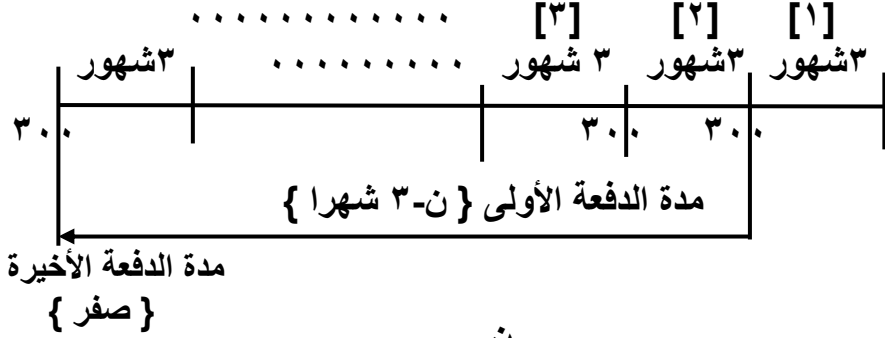 [١] [٢] [٣] . . . . . . . . . . . .
٣شهور ٣شهور ٣ شهور . . . . . . . . . ٣شهور
٣٠٠ ٣٠٠ ٣٠٠
مدة الدفعة الأولى { ن-٣ شهرا }
مدة الدفعة الأخيرة
{ صفر }
ن